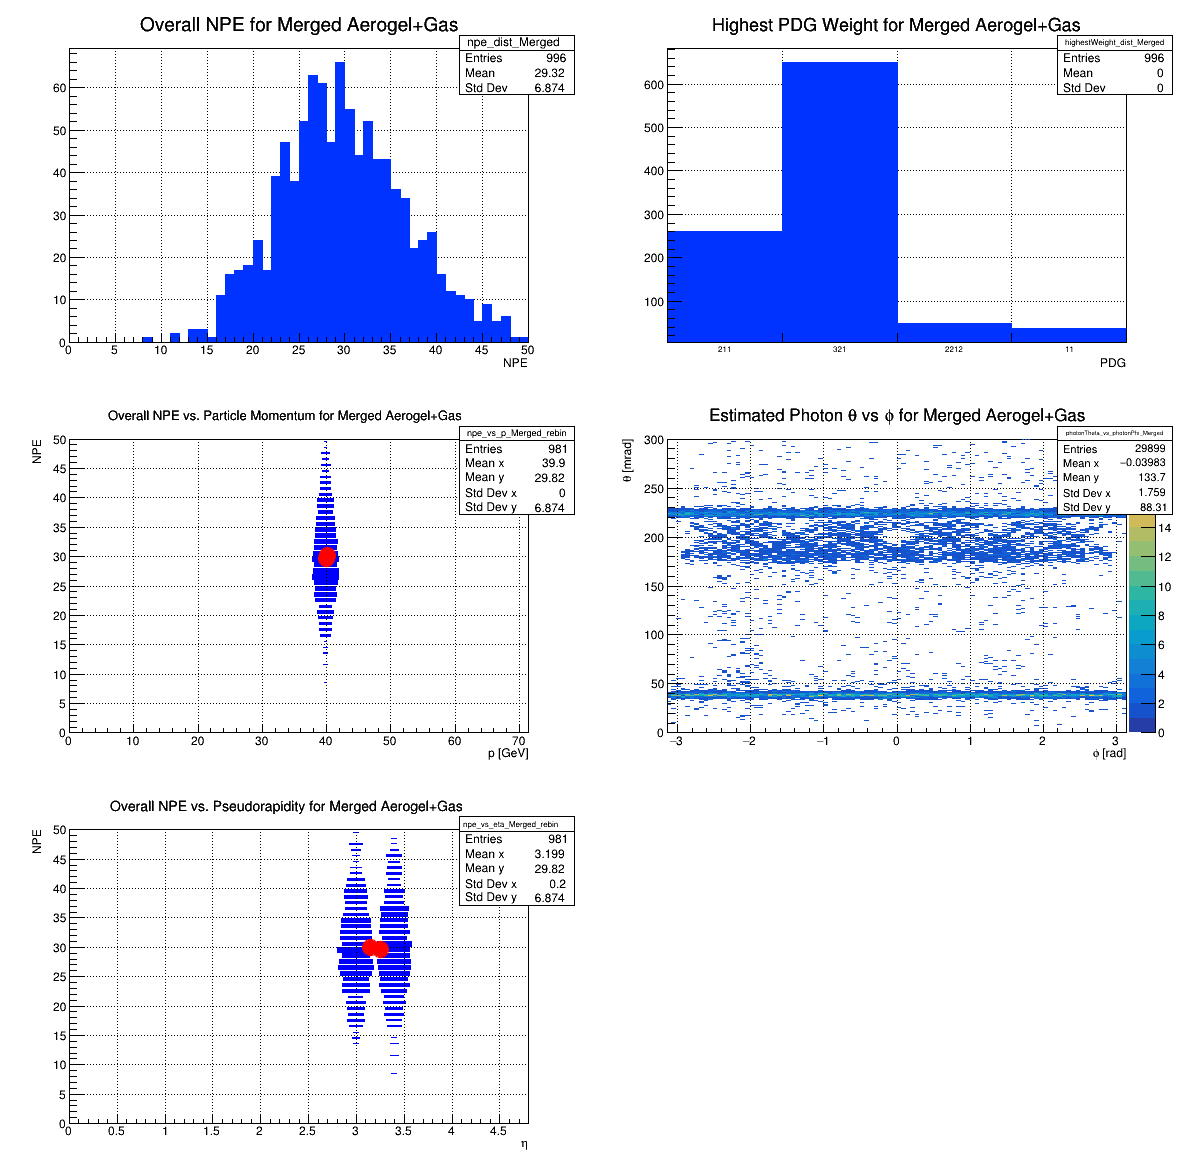 Overall NPE for Merged Aerogel+Gas
npe_dist_Merged
Entries 996
Mean 29.32
Std Dev 6.874
60
50
40
30
20
10
0
0 5 10 15 20 25 30 35 40 45 50
NPE
Highest PDG Weight for Merged Aerogel+Gas
highestWeight_dist_Merged
Entries 996
Mean 0
Std Dev 0
600
500
400
300
200
100
211 321 2212 11
PDG
Overall NPE vs. Particle Momentum for Merged Aerogel+Gas
npe_vs_p_Merged_rebin
Entries 981
Mean x 39.9
Mean y 29.82
Std Dev x 0
Std Dev y 6.874
NPE
50
45
40
35
30
25
20
15
10
5
0
0 10 20 30 40 50 60 70
p [GeV]
Estimated Photon θ vs ϕ for Merged Aerogel+Gas
photonTheta_vs_photonPhi_Merged
Entries 29899
Mean x −0.03983
Mean y 133.7
Std Dev x 1.759
Std Dev y 88.31
θ [mrad]
300
250
200
150
100
50
0
−3 −2 −1 0 1 2 3
ϕ [rad]
14
12
10
8
6
4
2
0
Overall NPE vs. Pseudorapidity for Merged Aerogel+Gas
npe_vs_eta_Merged_rebin
Entries 981
Mean x 3.199
Mean y 29.82
Std Dev x 0.2
Std Dev y 6.874
NPE
50
45
40
35
30
25
20
15
10
5
0
0 0.5 1 1.5 2 2.5 3 3.5 4 4.5
η